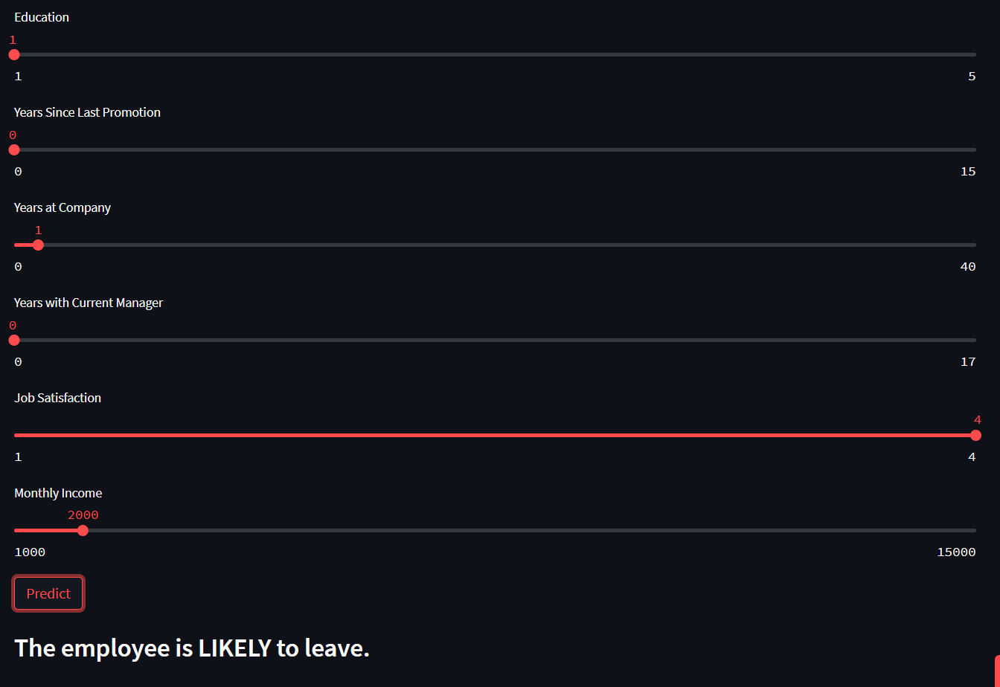 Education
1
1 5
Years Since Last Promotion
0
0 15
Years at Company
1
0 40
Years with Current Manager
0
0 17
Job Satisfaction
4
1 4
Monthly Income
2000
1000 15000
Predict
The employee is LIKELY to leave.